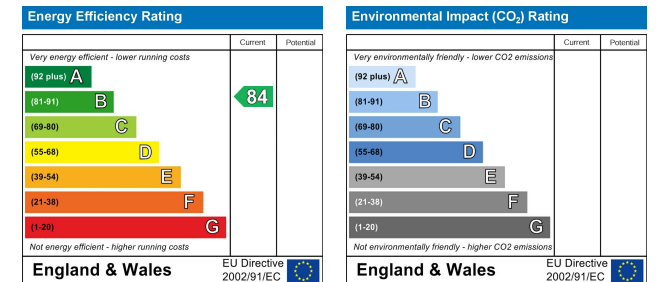 Energy Efficiency Rating
Current Potential
Very energy efficient - lower running costs
(92 plus) A
(81-91) B
84
(69-80) C
(55-68) D
(39-54) E
(21-38) F
(1-20) G
Not energy efficient - higher running costs
England & Wales
EU Directive
2002/91/EC
Environmental Impact (CO2) Rating
Current Potential
Very environmentally friendly - lower CO2 emissions
(92 plus) A
(81-91) B
(69-80) C
(55-68) D
(39-54) E
(21-38) F
(1-20) G
Not environmentally friendly - higher CO2 emissions
England & Wales
EU Directive
2002/91/EC